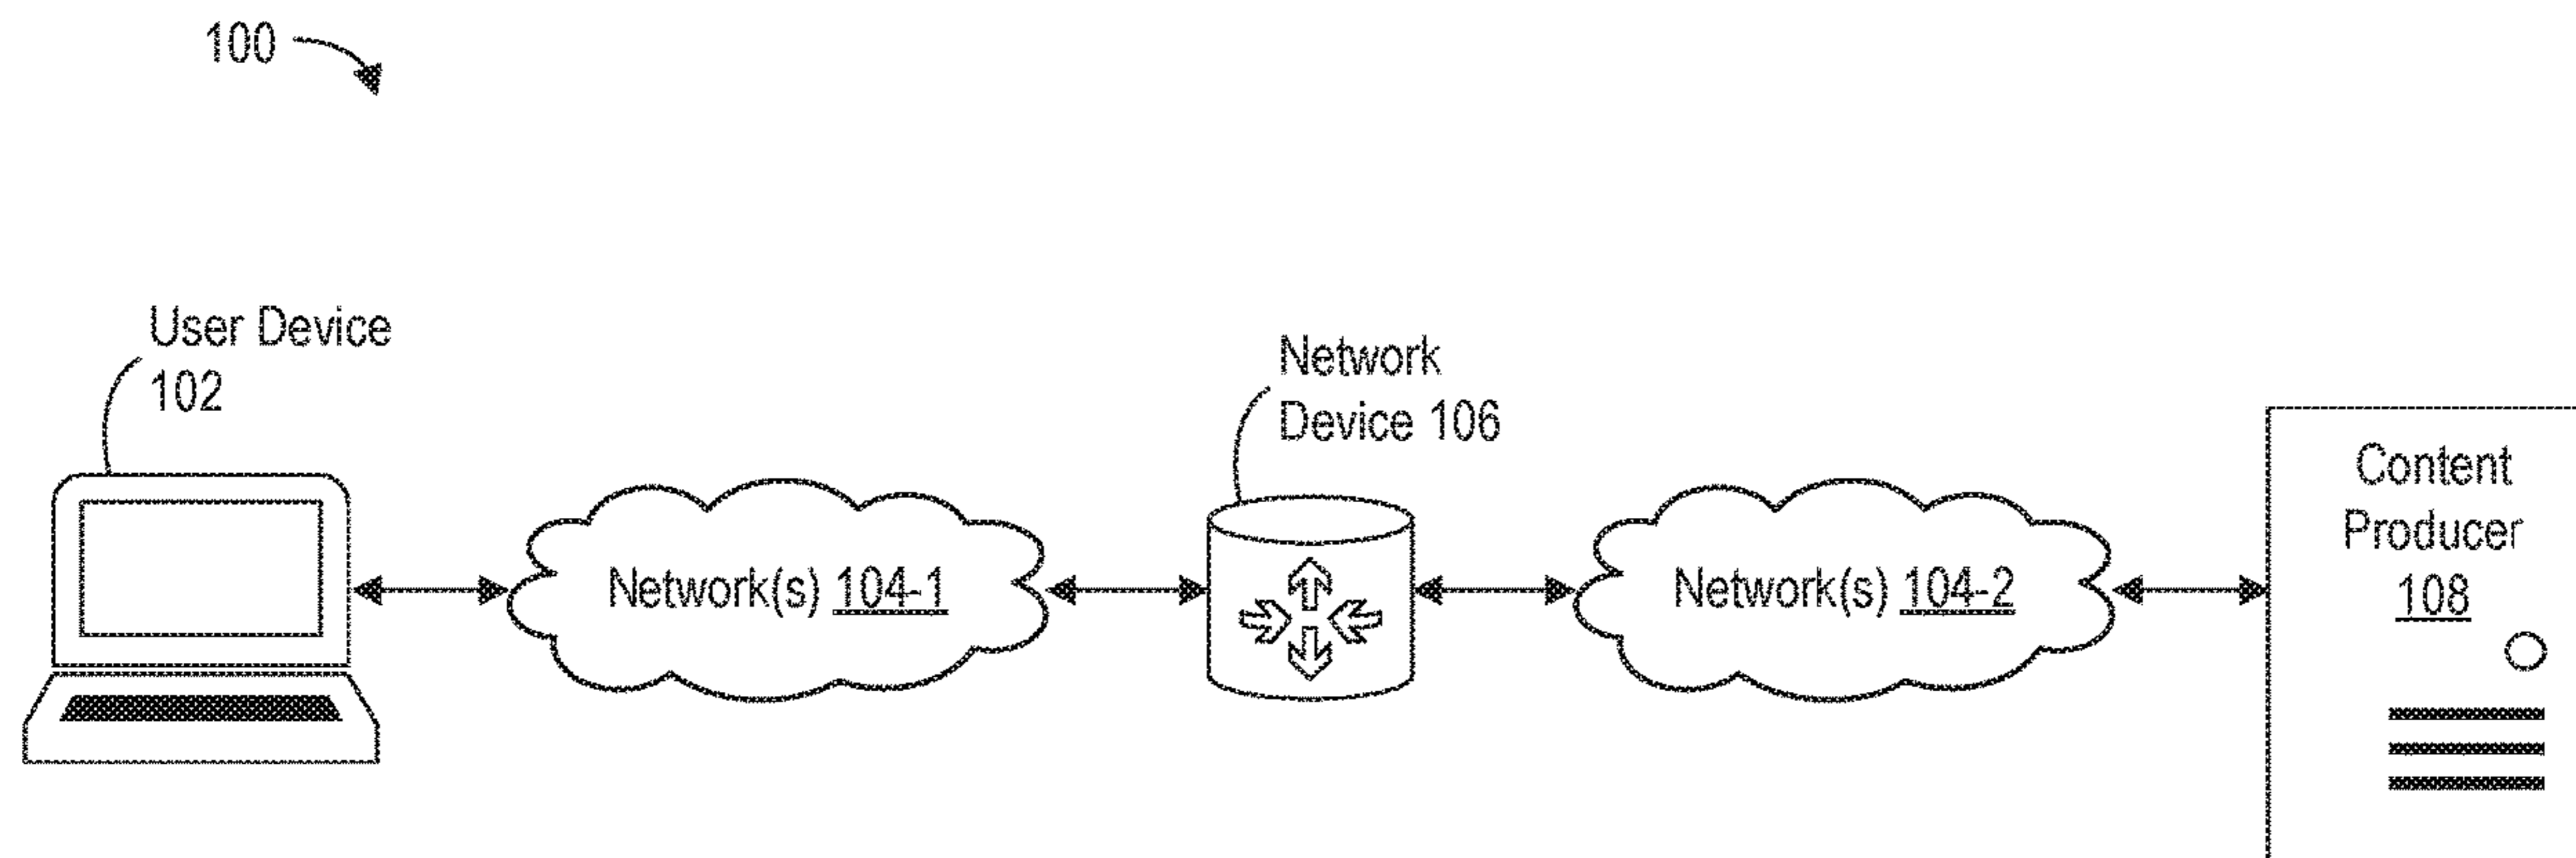 100
User Device
102
Network
Device 106
Content
Producer
108
Network(s) 104-1
Network(s) 104-2